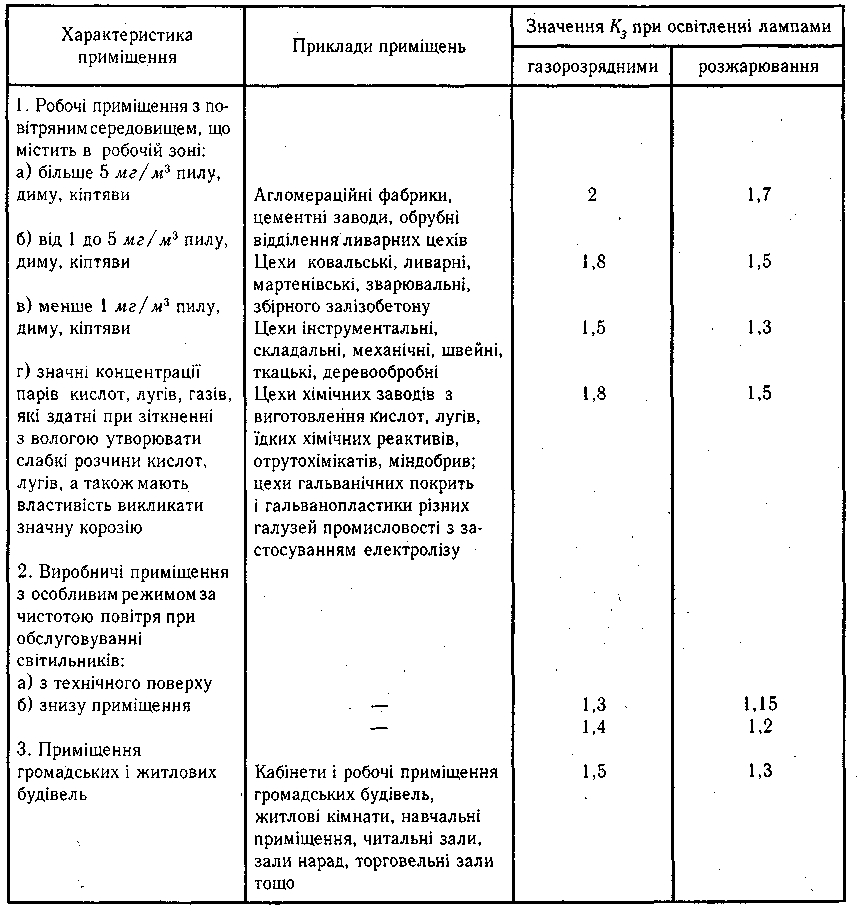 Характеристика приміщення
Приклади приміщень
Значення Kз при освітленні лампами
газорозрядними
розжарювання
1. Робочі приміщення з по-
вітряним середовищем, що
містить в робочій зоні:
а) більше 5 мг/м³ пилу,
диму, кіптяви
Агломераційні фабрики,
цементні заводи, обрубні
відділення ливарних цехів
2
1,7
б) від 1 до 5 мг/м³ пилу,
диму, кіптяви
Цехи ковальські, ливарні,
мартенівські, зварювальні,
збірного залізобетону
1,8
1,5
в) менше 1 мг/м³ пилу,
диму, кіптяви
Цехи інструментальні,
складальні, механічні, швейні,
ткацькі, деревообробні
1,5
1,3
г) значні концентрації
парів кислот, лугів, газів,
які здатні при зіткненні
з вологою утворювати
слабкі розчини кислот,
лугів, а також мають
властивість викликати
значну корозію
Цехи хімічних заводів з
виготовлення кислот, лугів,
їдких хімічних реактивів,
отрутохімікатів, міндобрив;
цехи гальванічних покрить
і гальванопластики різних
галузей промисловості з за-
стосуванням електролізу
1,8
1,5
2. Виробничі приміщення
з особливим режимом за
чистотою повітря при
обслуговуванні
світильників:
а) з технічного поверху
б) знизу приміщення
—
1,3
1,15
—
1,4
1,2
3. Приміщення
громадських і житлових
будівель
Кабінети і робочі приміщення
громадських будівель,
житлові кімнати, навчальні
приміщення, читальні зали,
зали нарад, торговельні зали
тощо
1,5
1,3